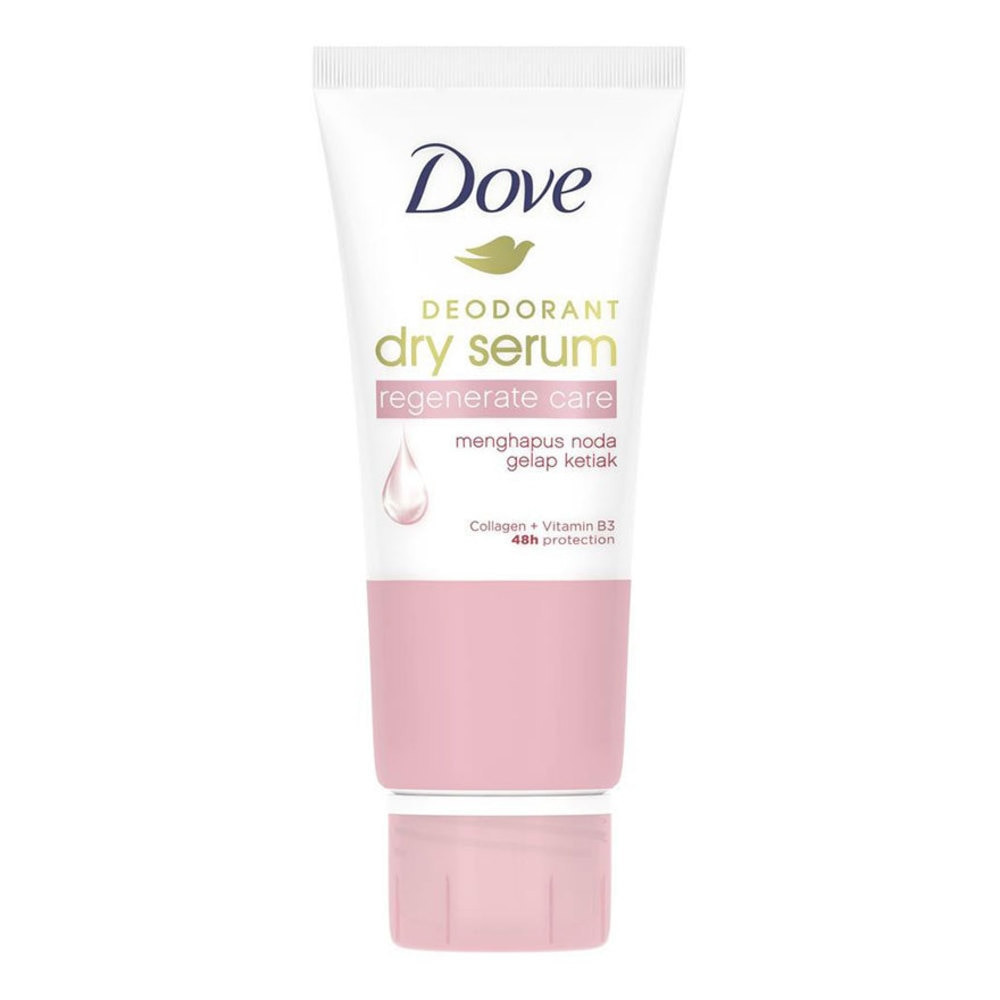 Dove
DEODORANT
dry serum
regenerate care
menghapus noda
gelap ketiak
Collagen + Vitamin B3
48h protection